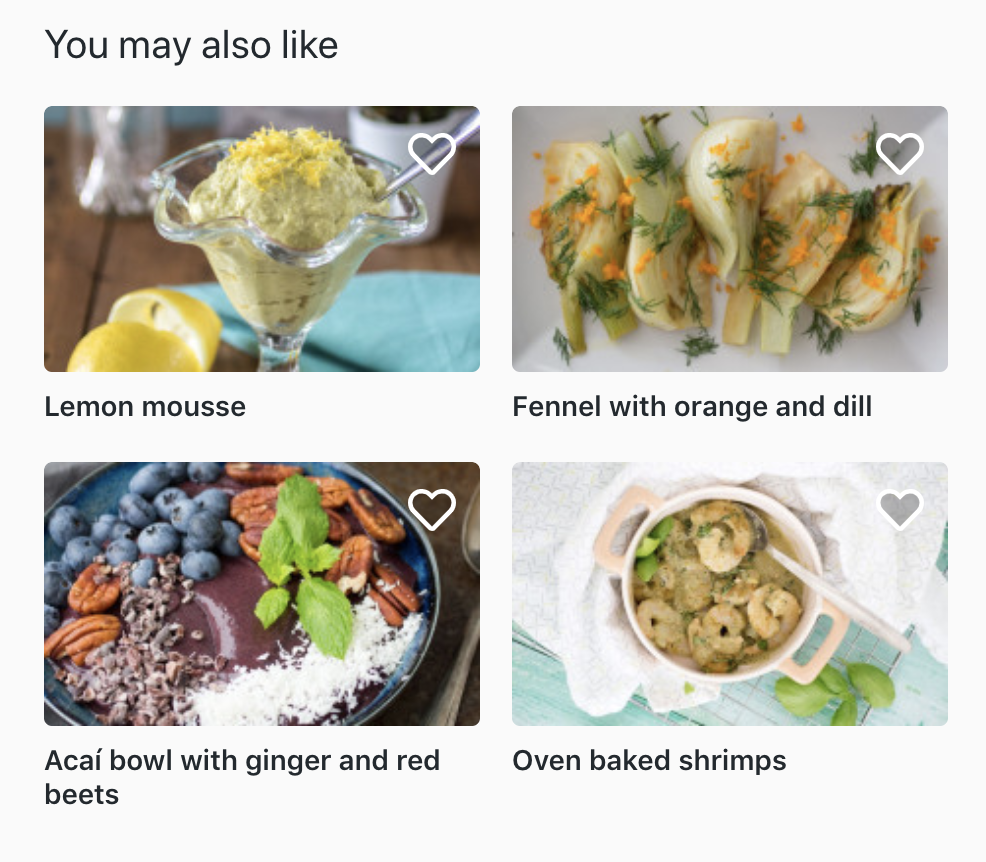 You may also like
Lemon mousse
Fennel with orange and dill
Acaí bowl with ginger and red
beets
Oven baked shrimps